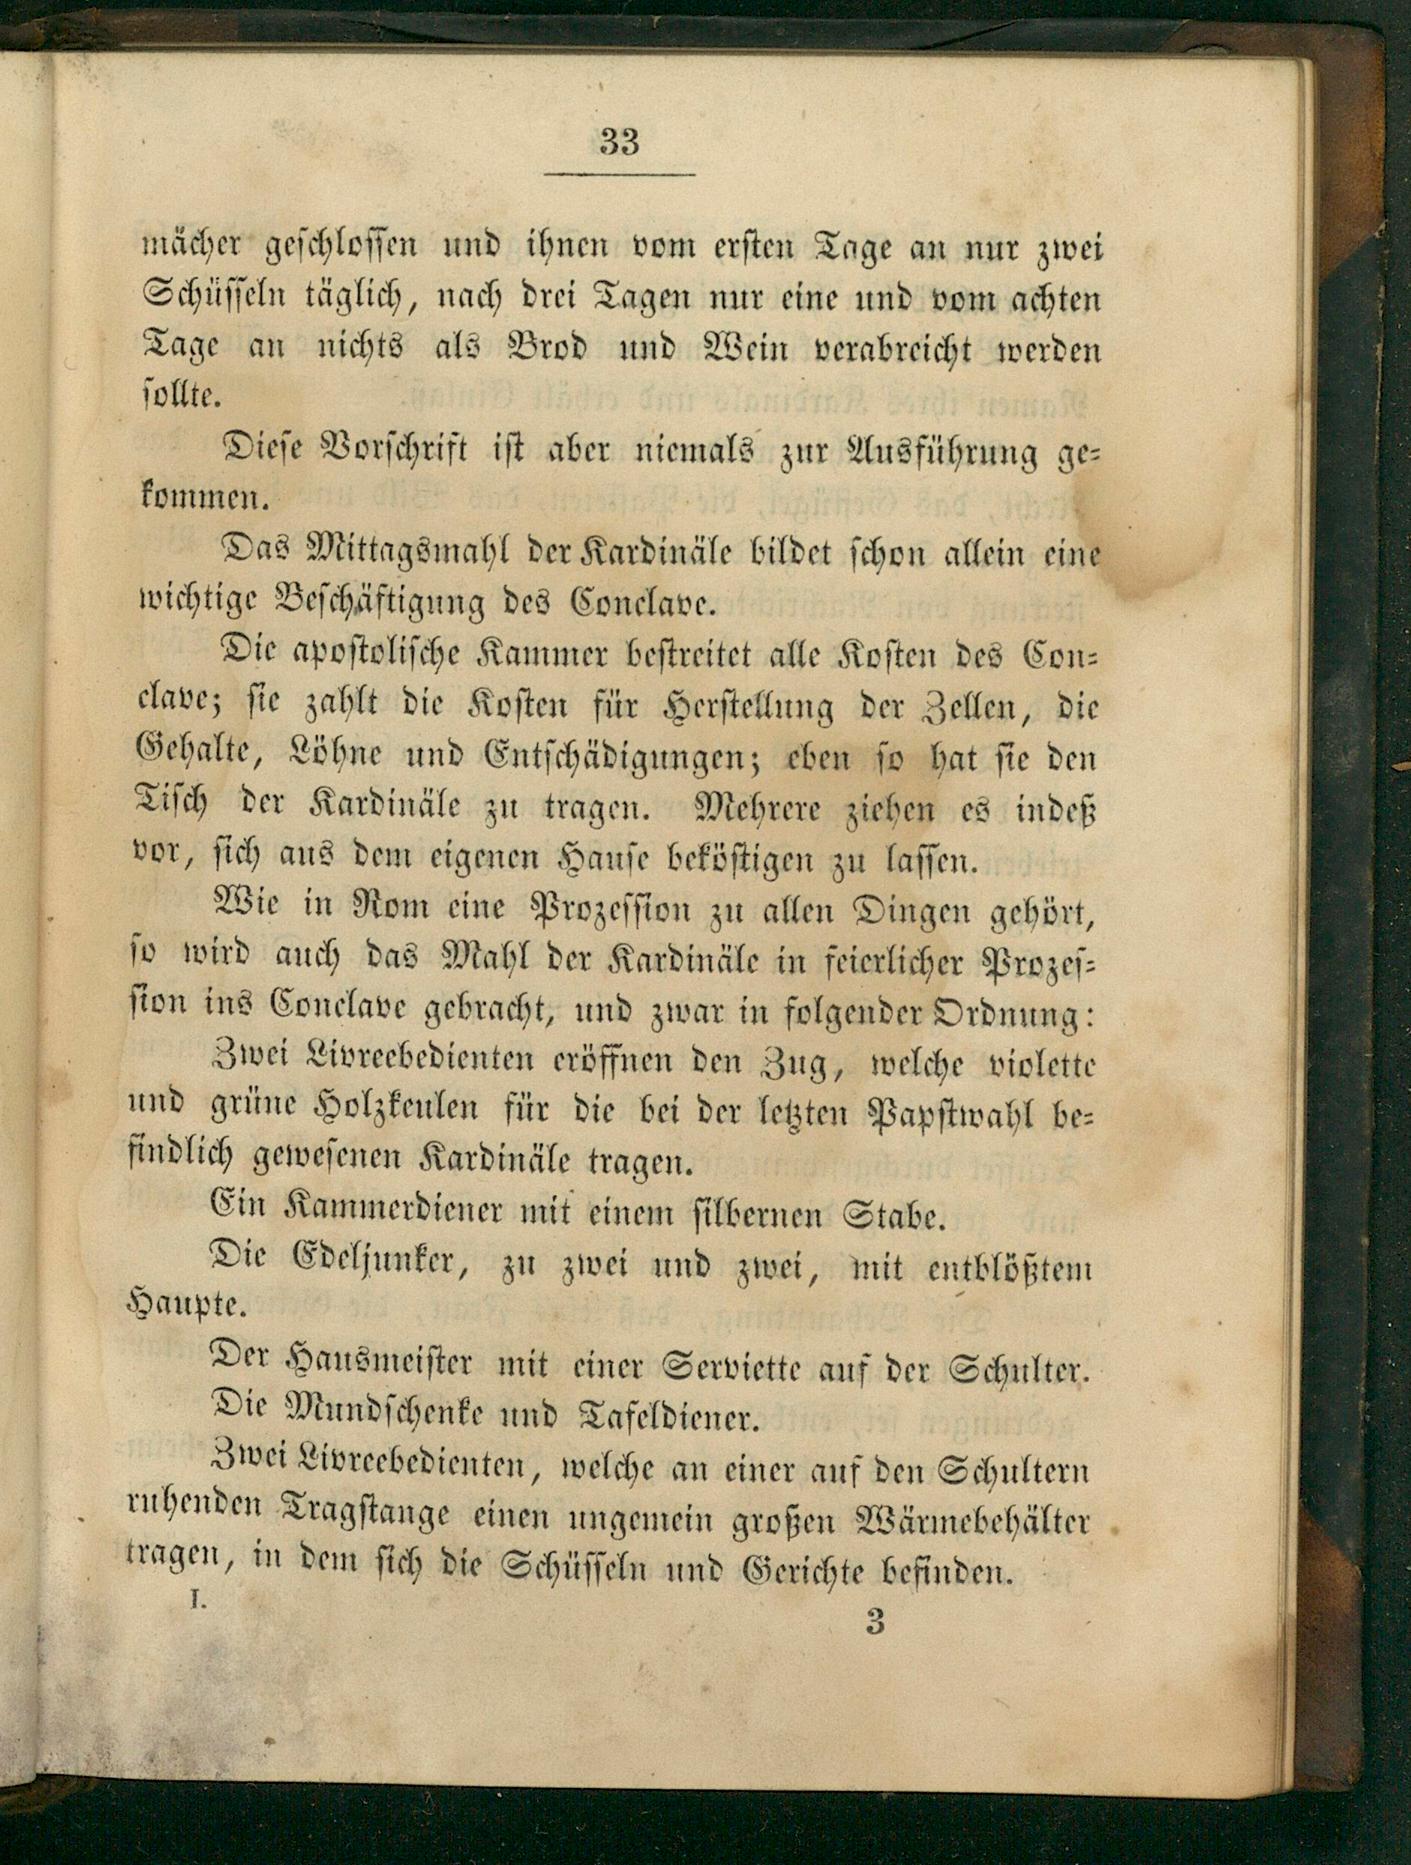 33
mächer geschlossen und ihnen vom ersten Tage an nur zwei
Schüsseln täglich, nach drei Tagen nur eine und vom achten
Tage an nichts als Brod und Wein verabreicht werden
sollte.
Diese Vorschrift ist aber niemals zur Ausführung ge-
kommen.
Das Mittagsmahl der Kardinäle bildet schon allein eine
wichtige Beschäftigung des Conclave.
Die apostolische Kammer bestreitet alle Kosten des Con-
clave; sie zahlt die Kosten für Herstellung der Zellen, die
Gehalte, Löhne und Entschädigungen; eben so hat sie den
Tisch der Kardinäle zu tragen. Mehrere ziehen es indeß
vor, sich aus dem eigenen Hause beköstigen zu lassen.
Wie in Rom eine Prozession zu allen Dingen gehört,
so wird auch das Mahl der Kardinäle in feierlicher Prozes-
sion ins Conclave gebracht, und zwar in folgender Ordnung:
Zwei Livreebedienten eröffnen den Zug, welche violette
und grüne Holzkeulen für die bei der letzten Papstwahl be-
findlich gewesenen Kardinäle tragen.
Ein Kammerdiener mit einem silbernen Stabe.
Die Edeljunker, zu zwei und zwei, mit entblößtem
Haupte.
Der Hausmeister mit einer Serviette auf der Schulter.
Die Mundschenke und Tafeldiener.
Zwei Livreebedienten, welche an einer auf den Schultern
ruhenden Tragstange einen ungemein großen Wärmebehälter
tragen, in dem sich die Schüsseln und Gerichte befinden.
I.
3